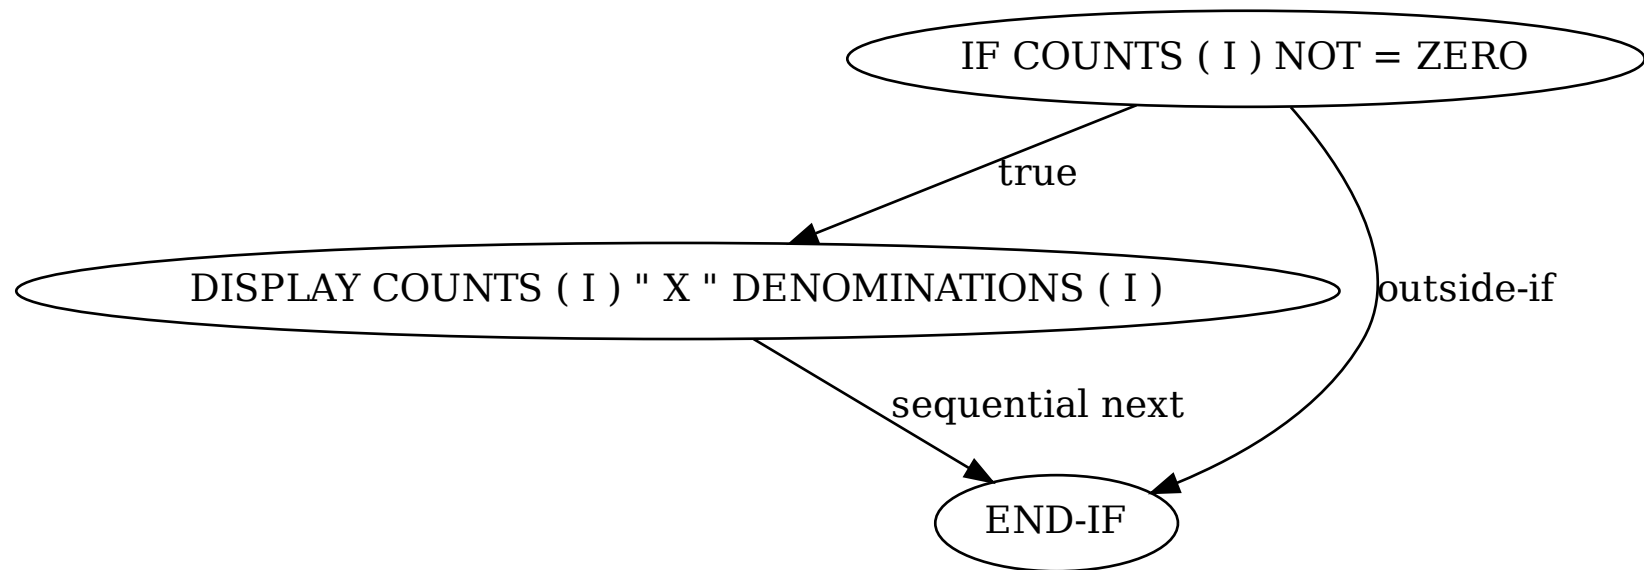 IF COUNTS ( I ) NOT = ZERO
true
DISPLAY COUNTS ( I ) " X " DENOMINATIONS ( I )
outside-if
sequential next
END-IF